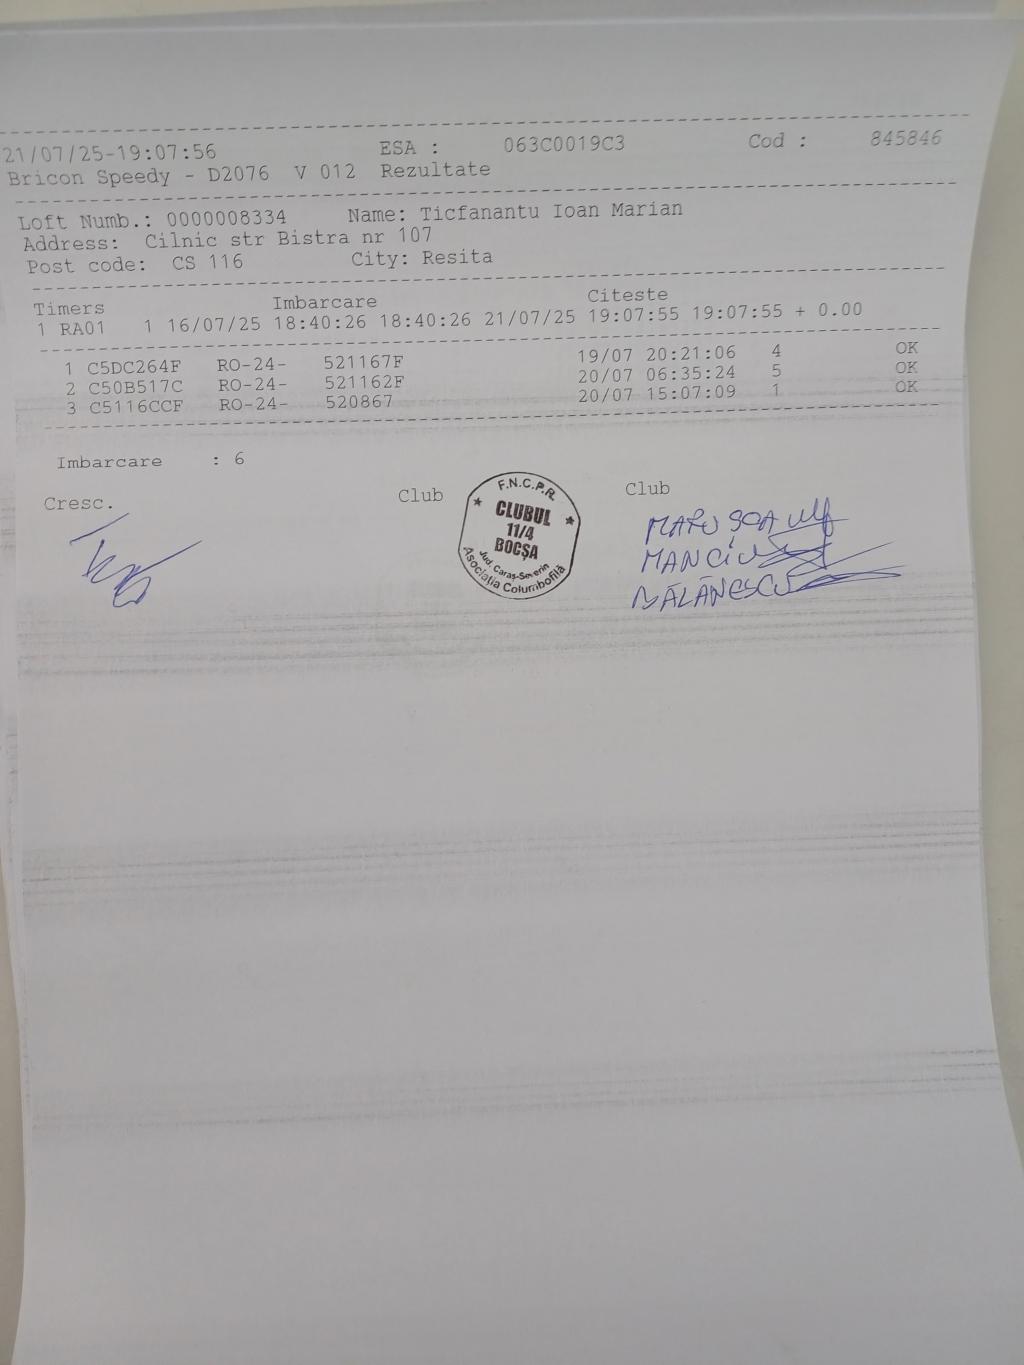 21/07/25-19:07:56 ESA : 063C0019C3 Cod : 845846
Bricon Speedy - D2076 V 012 Rezultate
Loft Numb.: 0000008334 Name: Ticfanantu Ioan Marian
Address: Cilnic str Bistra nr 107
Post code: CS 116 City: Resita
Timers Imbarcare Citeste
1 RA01 1 16/07/25 18:40:26 18:40:26 21/07/25 19:07:55 19:07:55 + 0.00
1 C5DC264F RO-24- 521167F 19/07 20:21:06 4 OK
2 C50B517C RO-24- 521162F 20/07 06:35:24 5 OK
3 C5116CCF RO-24- 520867 20/07 15:07:09 1 OK
Imbarcare : 6
Cresc. Club Club
F.N.C.P.R.
CLUBUL
11/4
BOCȘA
Jud. Caraș-Severin
Asociația Columbofilă
MARUȘCA
MANCIU
BĂLĂNESCU